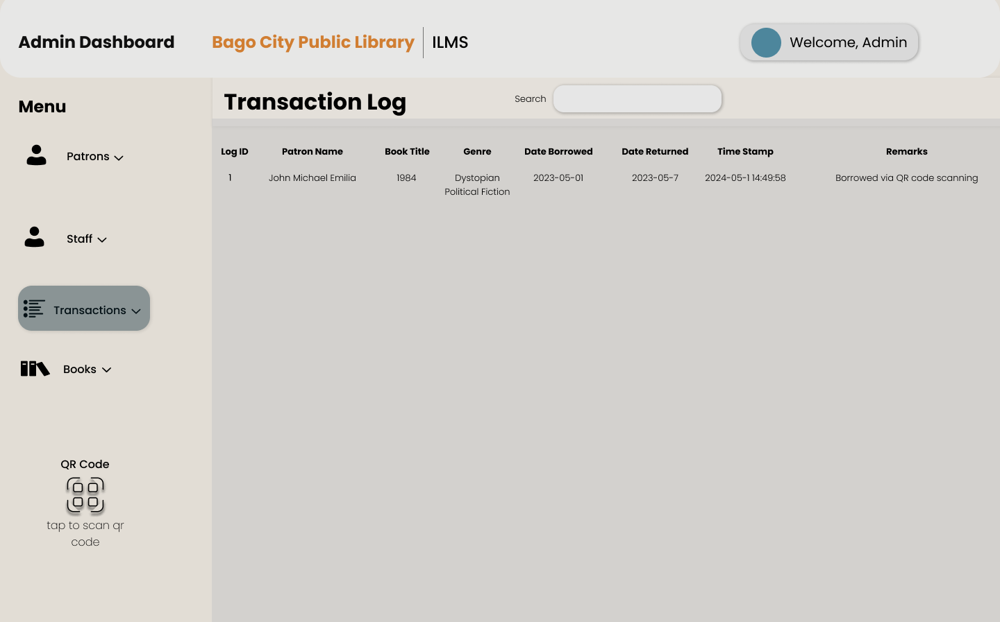 Admin Dashboard
Bago City Public Library
ILMS
Welcome, Admin
Menu
Patrons
Staff
Transactions
Books
QR Code
tap to scan qr
code
Transaction Log
Search
Log ID Patron Name Book Title Genre Date Borrowed Date Returned Time Stamp Remarks
1 John Michael Emilia 1984 Dystopian 2023-05-01 2023-05-7 2024-05-1 14:49:58 Borrowed via QR code scanning
Political Fiction